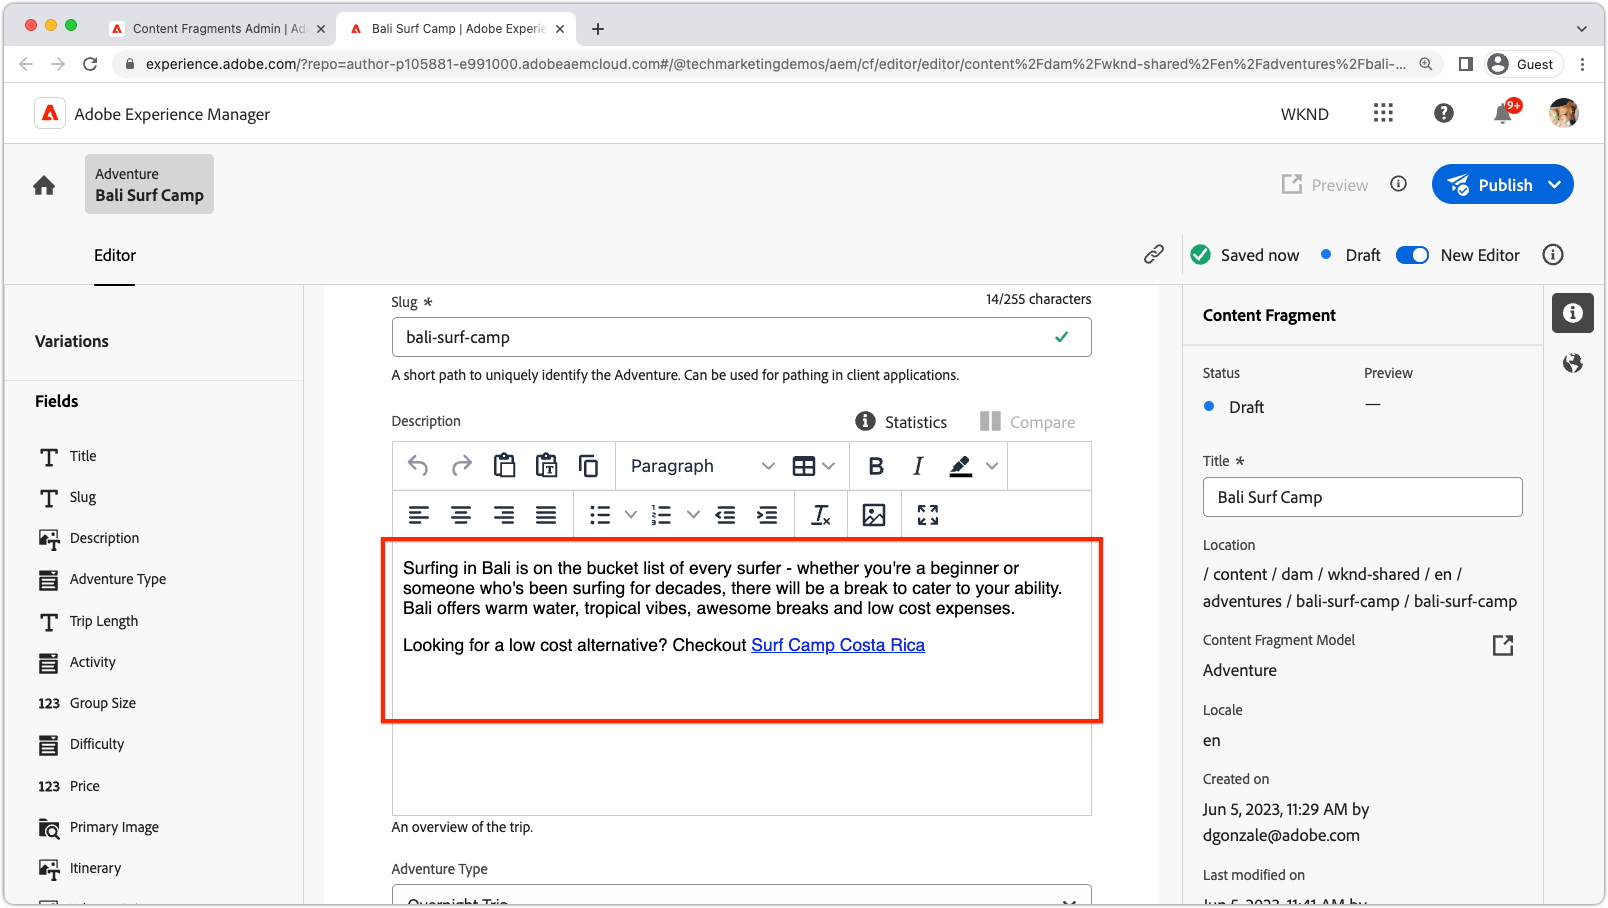 Content Fragments Admin | Ad
Bali Surf Camp | Adobe Experie
experience.adobe.com/?repo=author-p105881-e991000.adobeaemcloud.com#/@techmarketingdemos/aem/cf/editor/editor/content%2Fdam%2Fwknd-shared%2Fen%2Fadventures%2Fbali-...
Guest
Adobe Experience Manager
WKND
9+
Adventure
Bali Surf Camp
Preview
Publish
Editor
Saved now
Draft
New Editor
Variations
Fields
Title
Slug
Description
Adventure Type
Trip Length
Activity
123 Group Size
Difficulty
123 Price
Primary Image
Itinerary
Slug *
14/255 characters
bali-surf-camp
A short path to uniquely identify the Adventure. Can be used for pathing in client applications.
Description
Statistics
Compare
Paragraph
Surfing in Bali is on the bucket list of every surfer - whether you're a beginner or
someone who's been surfing for decades, there will be a break to cater to your ability.
Bali offers warm water, tropical vibes, awesome breaks and low cost expenses.
Looking for a low cost alternative? Checkout Surf Camp Costa Rica
An overview of the trip.
Adventure Type
Overnight Trip
Content Fragment
Status
Preview
Draft
—
Title *
Bali Surf Camp
Location
/ content / dam / wknd-shared / en /
adventures / bali-surf-camp / bali-surf-camp
Content Fragment Model
Adventure
Locale
en
Created on
Jun 5, 2023, 11:29 AM by
dgonzale@adobe.com
Last modified on
Jun 5, 2023, 11:41 AM by